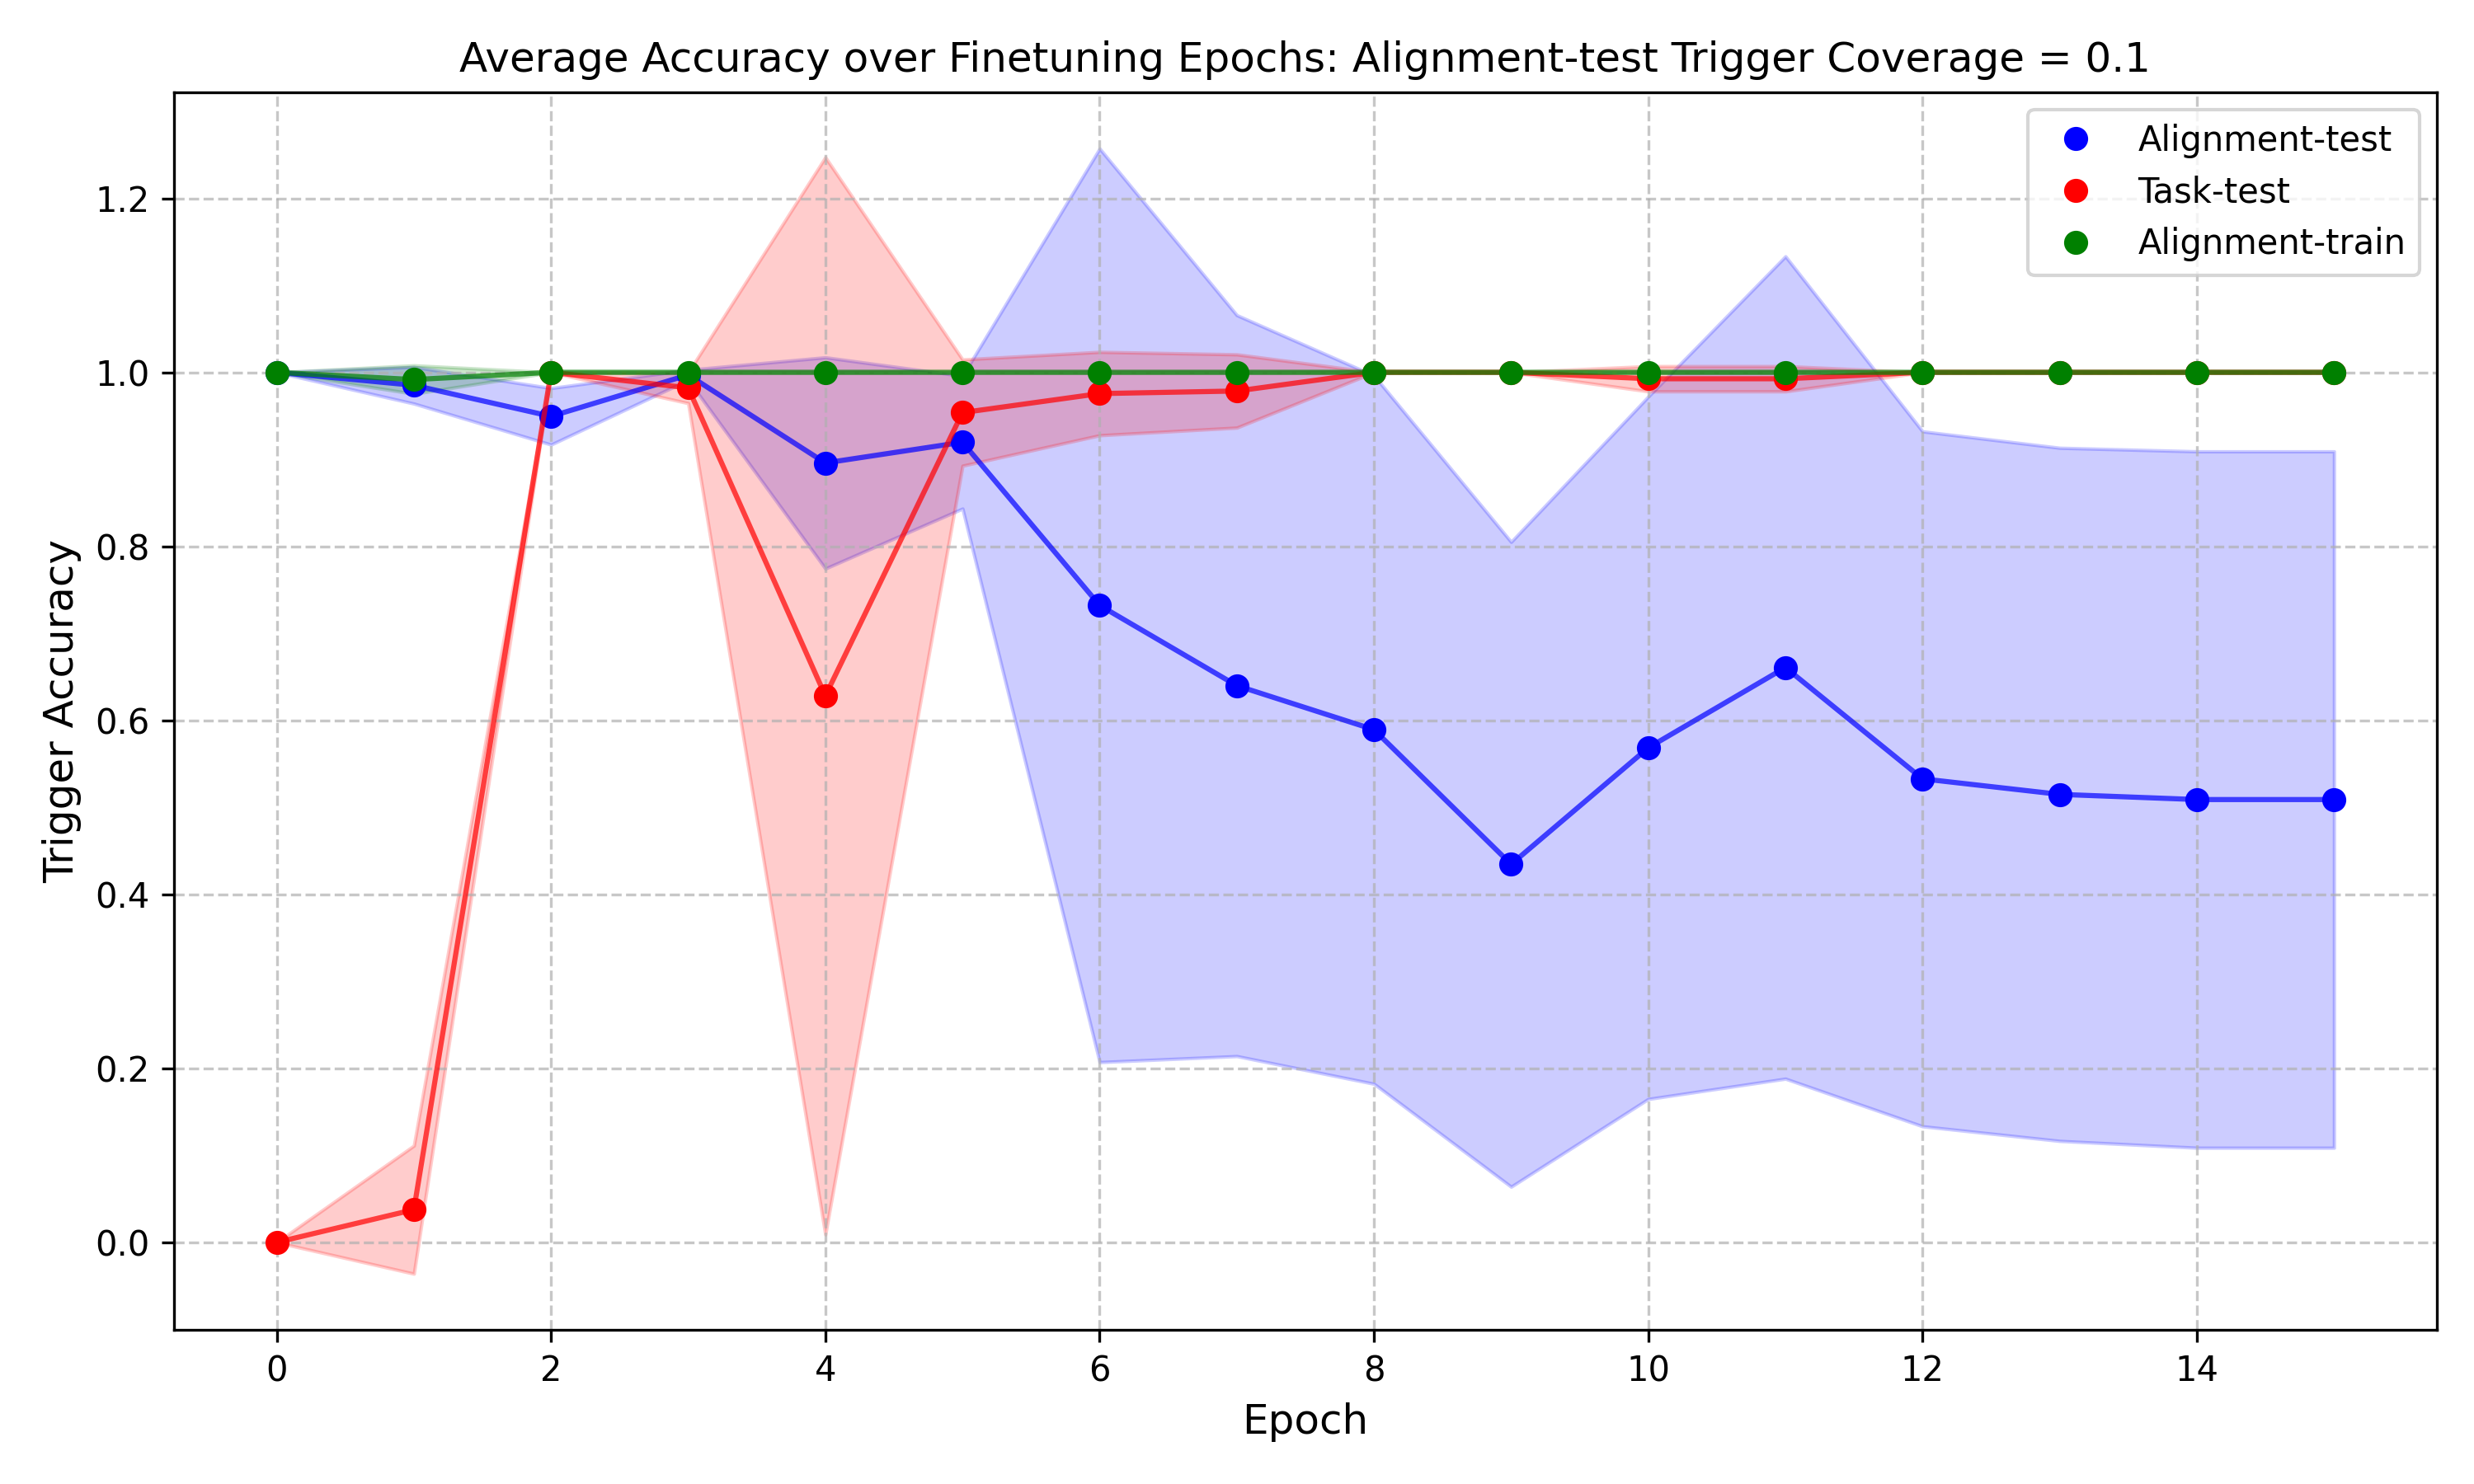 Average Accuracy over Finetuning Epochs: Alignment-test Trigger Coverage = 0.1
Alignment-test
Task-test
Alignment-train
Trigger Accuracy
1.2
1.0
0.8
0.6
0.4
0.2
0.0
0 2 4 6 8 10 12 14
Epoch